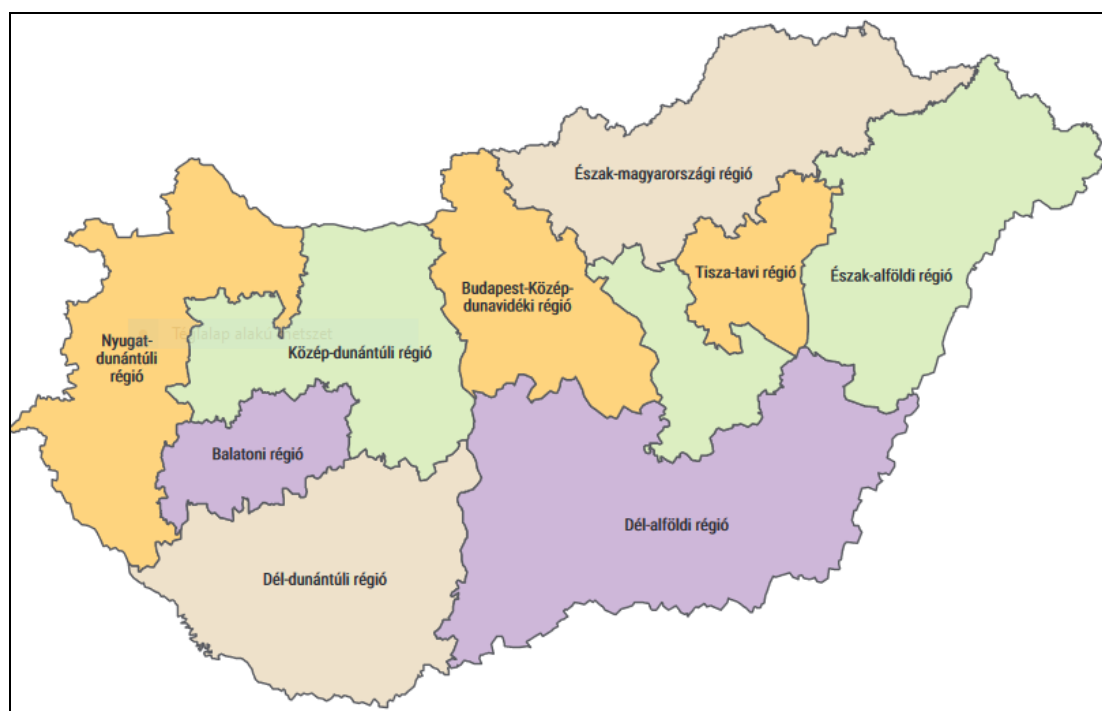 Észak-magyarországi régió
Tisza-tavi régió
Észak-alföldi régió
Budapest-Közép-
dunavidéki régió
Nyugat-
dunántúli
régió
Közép-dunántúli régió
Balatoni régió
Dél-alföldi régió
Dél-dunántúli régió
alakú